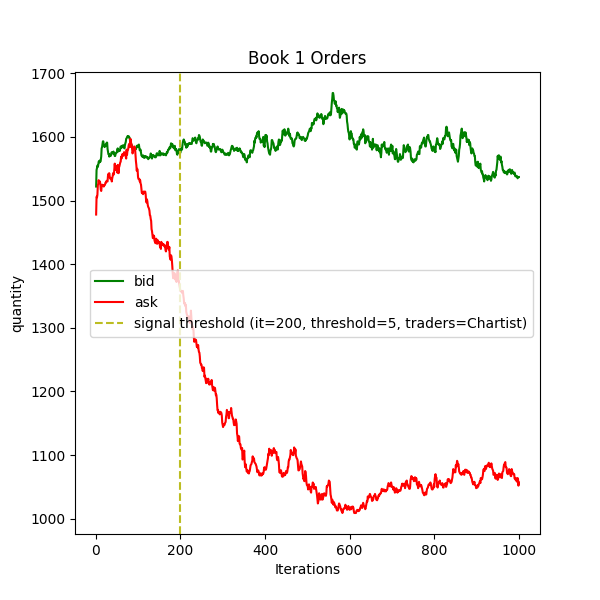 Book 1 Orders
1700
1600
1500
1400
1300
1200
1100
1000
quantity
bid
ask
signal threshold (it=200, threshold=5, traders=Chartist)
0
200
400
600
800
1000
Iterations